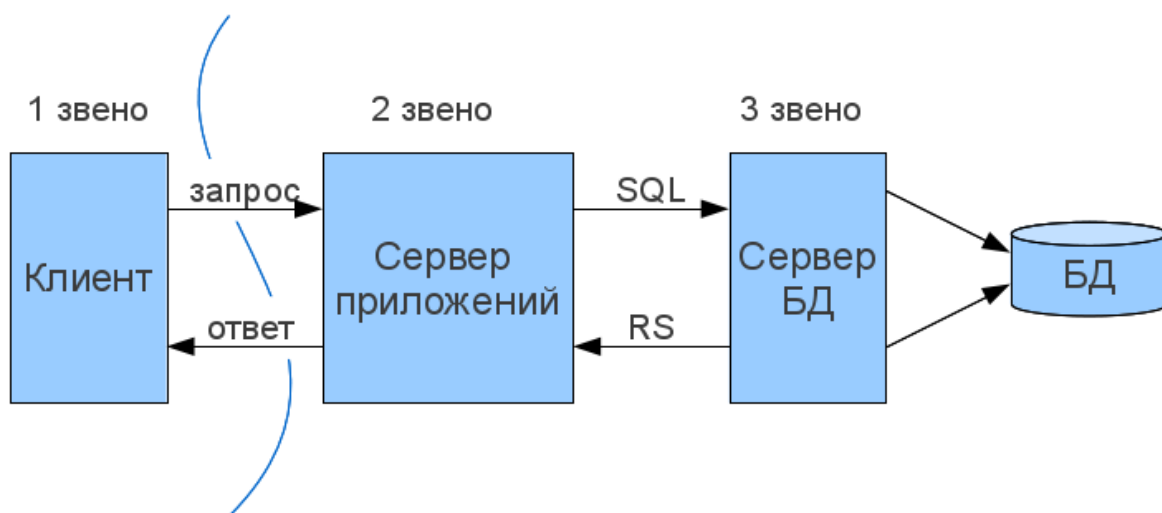 1 звено
2 звено
3 звено
запрос
SQL
Клиент
Сервер
приложений
Сервер
БД
БД
ответ
RS